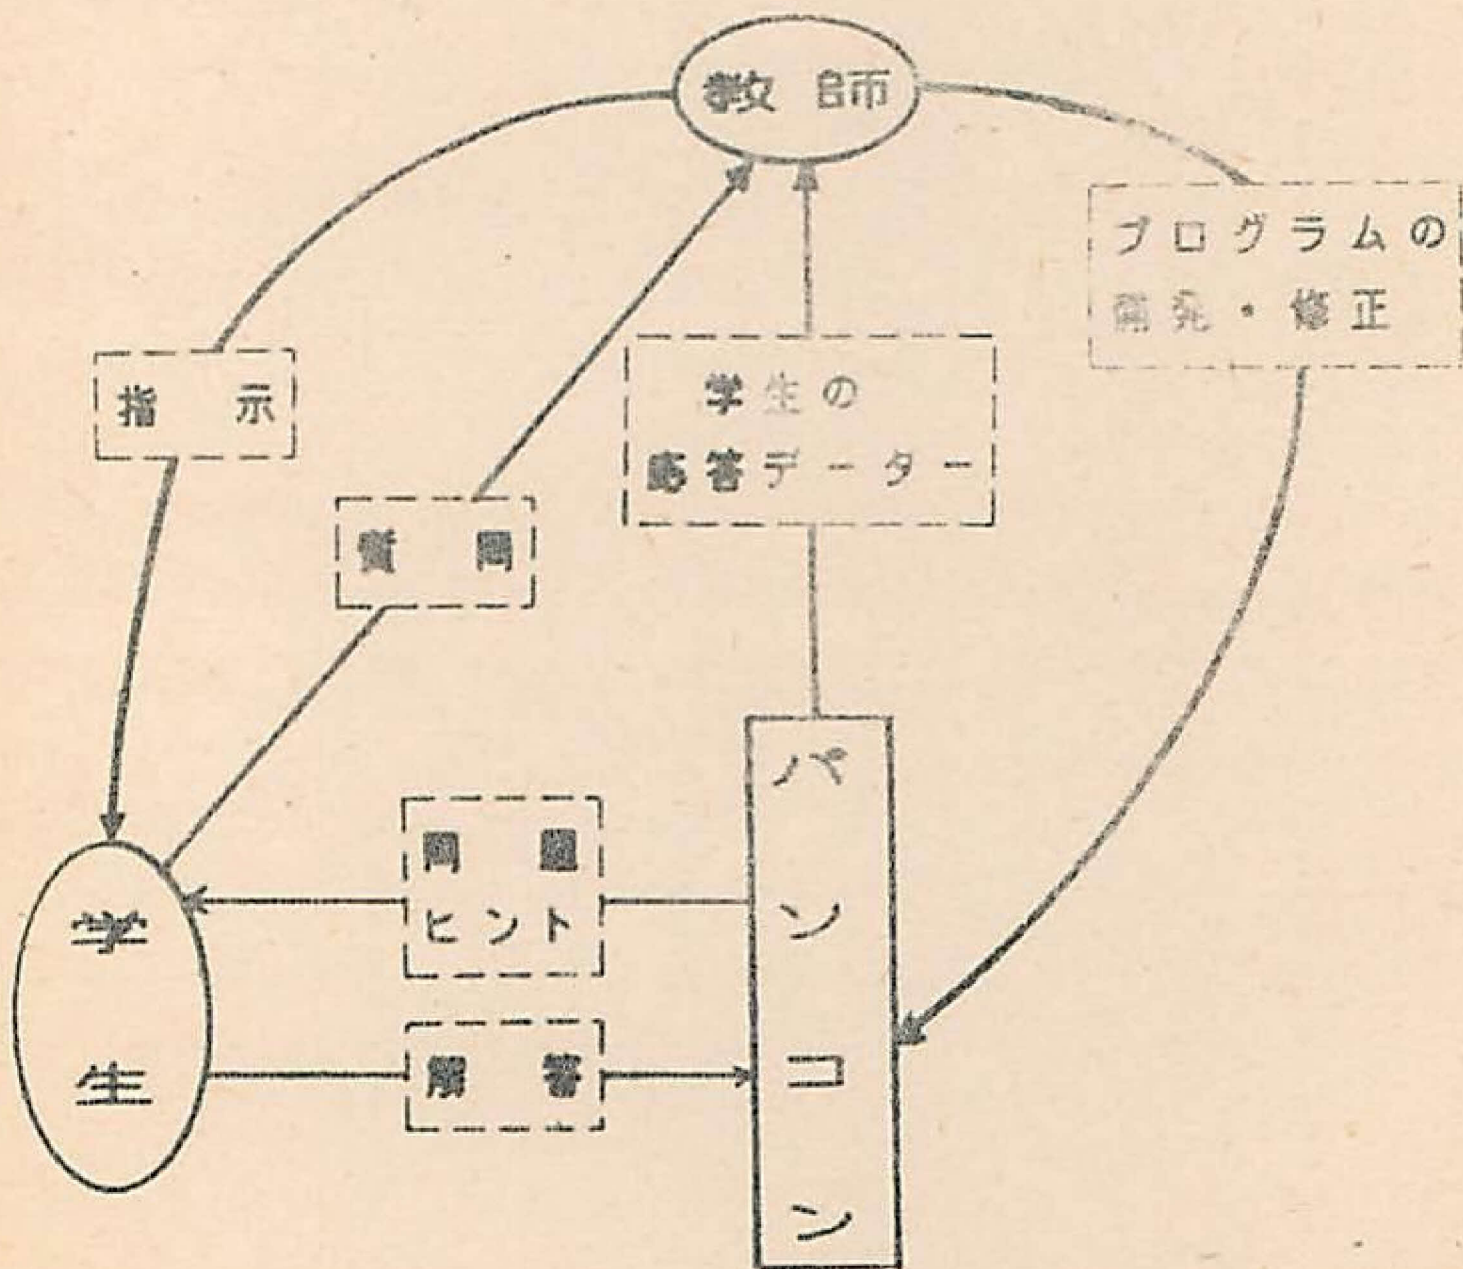 教師
プログラムの
開発・修正
指示
学生の
応答データー
質問
問題
ヒント
解答
パソコン
学生